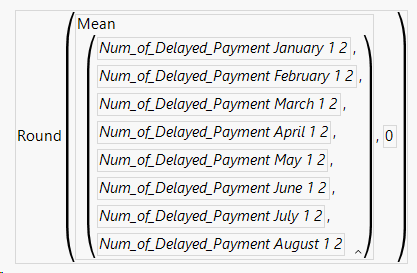 Mean
Num_of_Delayed_Payment January 1 2 ,
Num_of_Delayed_Payment February 1 2 ,
Num_of_Delayed_Payment March 1 2 ,
Num_of_Delayed_Payment April 1 2 ,
Round , 0
Num_of_Delayed_Payment May 1 2 ,
Num_of_Delayed_Payment June 1 2 ,
Num_of_Delayed_Payment July 1 2 ,
Num_of_Delayed_Payment August 1 2